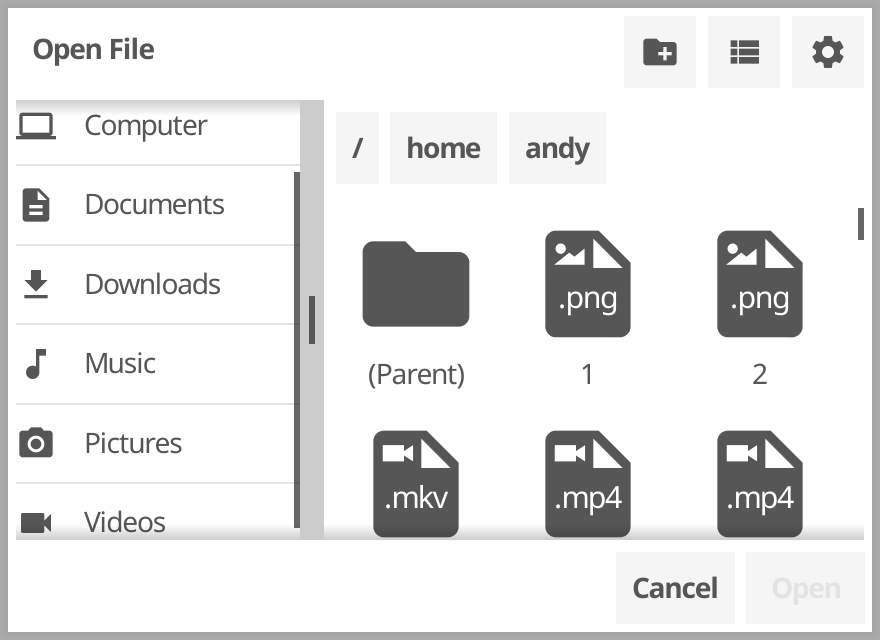 Open File
Computer
Documents
Downloads
Music
Pictures
Videos
/ home andy
.png .png
(Parent) 1 2
.mkv .mp4 .mp4
Cancel Open